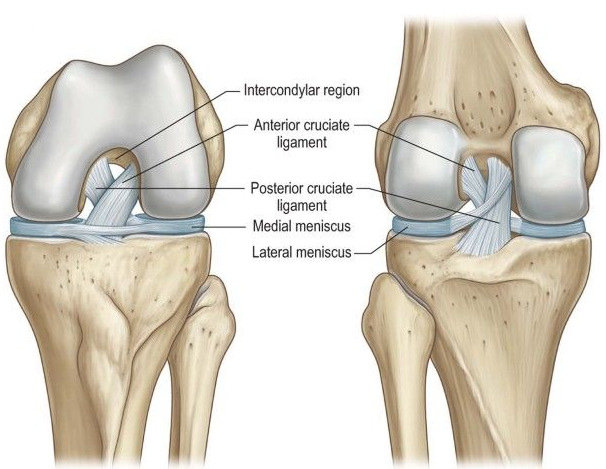 Intercondylar region
Anterior cruciate
ligament
Posterior cruciate
ligament
Medial meniscus
Lateral meniscus